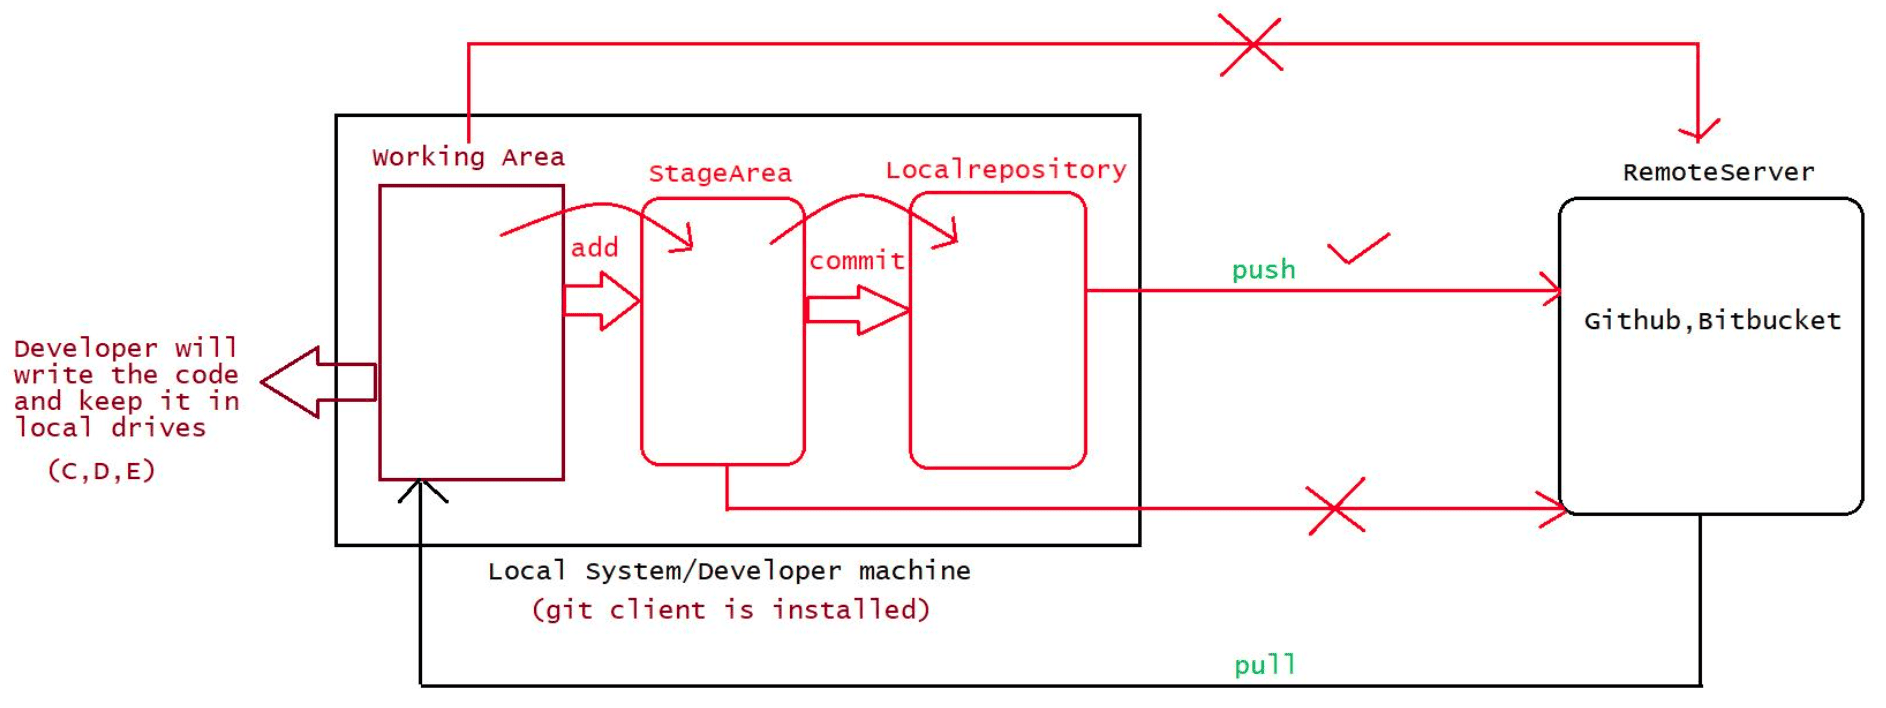 Working Area
StageArea
Localrepository
RemoteServer
add
commit
push
Github,Bitbucket
Developer will
write the code
and keep it in
local drives
(C,D,E)
Local System/Developer machine
(git client is installed)
pull